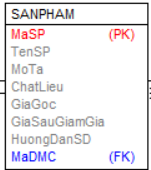 SANPHAM
MaSP (PK)
TenSP
MoTa
ChatLieu
GiaGoc
GiaSauGiamGia
HuongDanSD
MaDMC (FK)